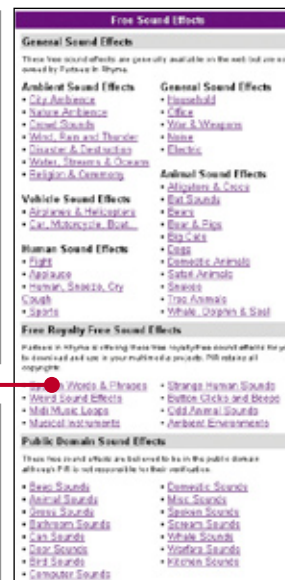 Free Sound Effects
General Sound Effects
These free sound effects are generally available on the web but are not
owned by Partners in Rhyme.
Ambient Sound Effects
• City Ambience
• Nature Ambience
• Crowd Sounds
• Wind, Rain and Thunder
• Disaster & Destruction
• Water, Streams & Oceans
• Religion & Ceremony
Vehicle Sound Effects
• Airplanes & Helicopters
• Car, Motorcycle, Boat...
Human Sound Effects
• Fight
• Applause
• Human, Sneeze, Cry
Cough
• Sports
General Sound Effects
• Household
• Office
• War & Weapons
• Noise
• Electric
Animal Sound Effects
• Alligators & Crocs
• Bat Sounds
• Bears
• Boar & Pigs
• Big Cats
• Dogs
• Domestic Animals
• Safari Animals
• Snakes
• Tree Animals
• Whale, Dolphin & Seal
Free Royalty Free Sound Effects
Partners in Rhyme is offering these free royalty free sound effects for you
to download and use in your multimedia projects. PIR retains all
copyrights.
Words & Phrases
• Weird Sound Effects
• Midi Music Loops
• Musical Instruments
• Strange Human Sounds
• Button Clicks and Beeps
• Odd Animal Sounds
• Ambient Environments
Public Domain Sound Effects
These free sound effects are believed to be in the public domain
although PIR is not responsible for their verification.
• Beep Sounds
• Animal Sounds
• Gross Sounds
• Bathroom Sounds
• Car Sounds
• Door Sounds
• Bird Sounds
• Computer Sounds
• Domestic Sounds
• Misc Sounds
• Spoken Sounds
• Scream Sounds
• Whale Sounds
• Warfare Sounds
• Kitchen Sounds